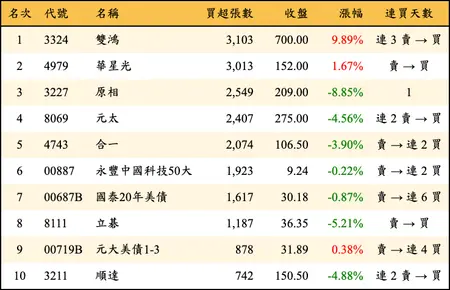 名次 代號 名稱 買超張數 收盤 漲幅 連買天數
1 3324 雙鴻 3,103 700.00 9.89% 連 3 賣 → 買
2 4979 華星光 3,013 152.00 1.67% 賣 → 買
3 3227 原相 2,549 209.00 -8.85% 1
4 8069 元太 2,407 275.00 -4.56% 連 2 賣 → 買
5 4743 合一 2,074 106.50 -3.90% 賣 → 連 2 買
6 00887 永豐中國科技50大 1,923 9.24 -0.22% 賣 → 連 2 買
7 00687B 國泰20年美債 1,617 30.18 -0.87% 賣 → 連 6 買
8 8111 立碁 1,187 36.35 -5.21% 賣 → 買
9 00719B 元大美債1-3 878 31.89 0.38% 賣 → 連 4 買
10 3211 順達 742 150.50 -4.88% 連 2 賣 → 買